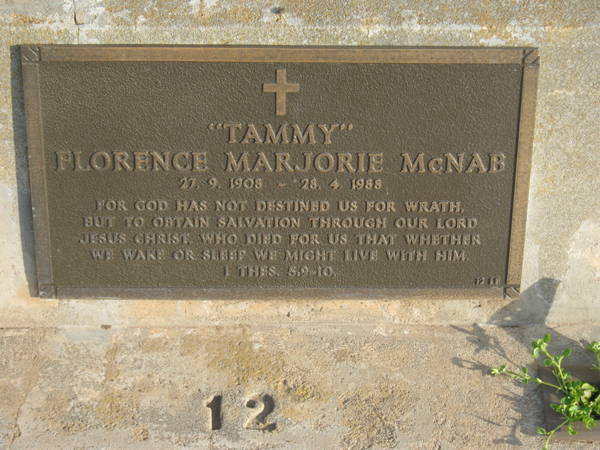 "TAMMY"
FLORENCE MARJORIE McNAB
27. 9. 1908 - 28. 4 1988
FOR GOD HAS NOT DESTINED US FOR WRATH,
BUT TO OBTAIN SALVATION THROUGH OUR LORD
JESUS CHRIST, WHO DIED FOR US THAT WHETHER
WE WAKE OR SLEEP WE MIGHT LIVE WITH HIM.
1 THES. 5.9-10.
12